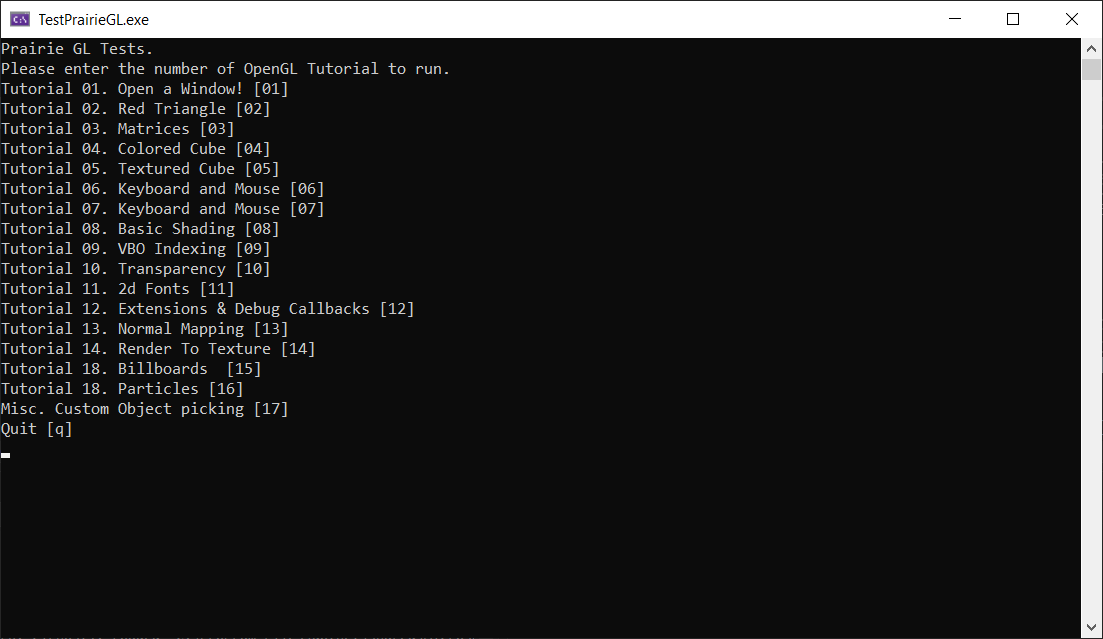 TestPrairieGL.exe
Prairie GL Tests.
Please enter the number of OpenGL Tutorial to run.
Tutorial 01. Open a Window! [01]
Tutorial 02. Red Triangle [02]
Tutorial 03. Matrices [03]
Tutorial 04. Colored Cube [04]
Tutorial 05. Textured Cube [05]
Tutorial 06. Keyboard and Mouse [06]
Tutorial 07. Keyboard and Mouse [07]
Tutorial 08. Basic Shading [08]
Tutorial 09. VBO Indexing [09]
Tutorial 10. Transparency [10]
Tutorial 11. 2d Fonts [11]
Tutorial 12. Extensions & Debug Callbacks [12]
Tutorial 13. Normal Mapping [13]
Tutorial 14. Render To Texture [14]
Tutorial 18. Billboards  [15]
Tutorial 18. Particles [16]
Misc. Custom Object picking [17]
Quit [q]